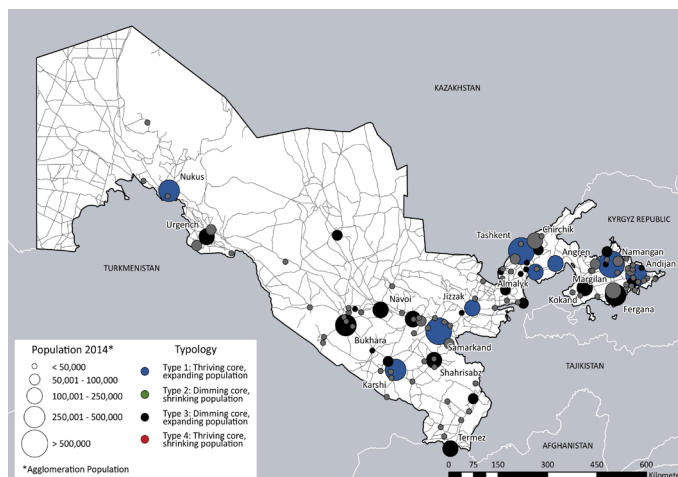 KAZAKHSTAN
Nukus
Urgench
TURKMENISTAN
Tashkent
Chirchik
KYRGYZ REPUBLIC
Angren
Namangan
Andijan
Almalyk
Margilan
Kokand
Fergana
Navoi
Jizzak
Bukhara
Samarkand
Karshi
Shahrisabz
TAJIKISTAN
Termez
AFGHANISTAN
Population 2014*
< 50,000
50,001 - 100,000
100,001 - 250,000
250,001 - 500,000
> 500,000
*Agglomeration Population
Typology
Type 1: Thriving core,
expanding population
Type 2: Dimming core,
shrinking population
Type 3: Dimming core,
expanding population
Type 4: Thriving core,
shrinking population
0 75 150 300 450 600
Kilomete